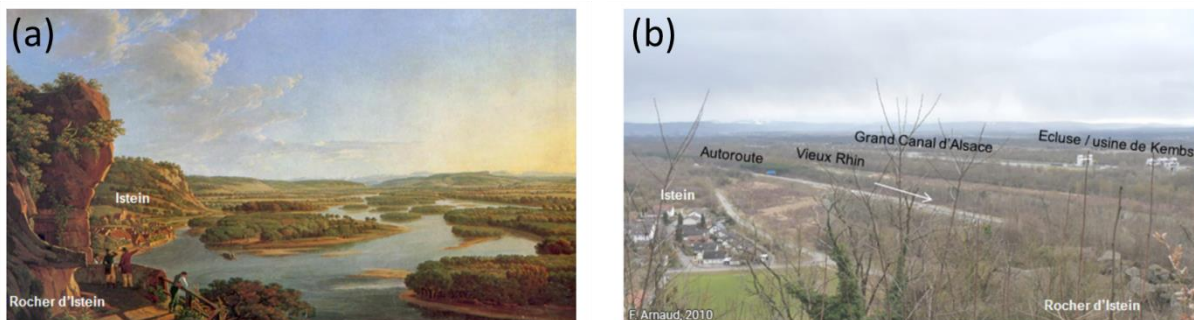 (a)
Istein
Rocher d'Istein
(b)
Autoroute
Vieux Rhin
Grand Canal d'Alsace
Ecluse / usine de Kembs
Istein
Rocher d'Istein
F. Arnaud, 2010